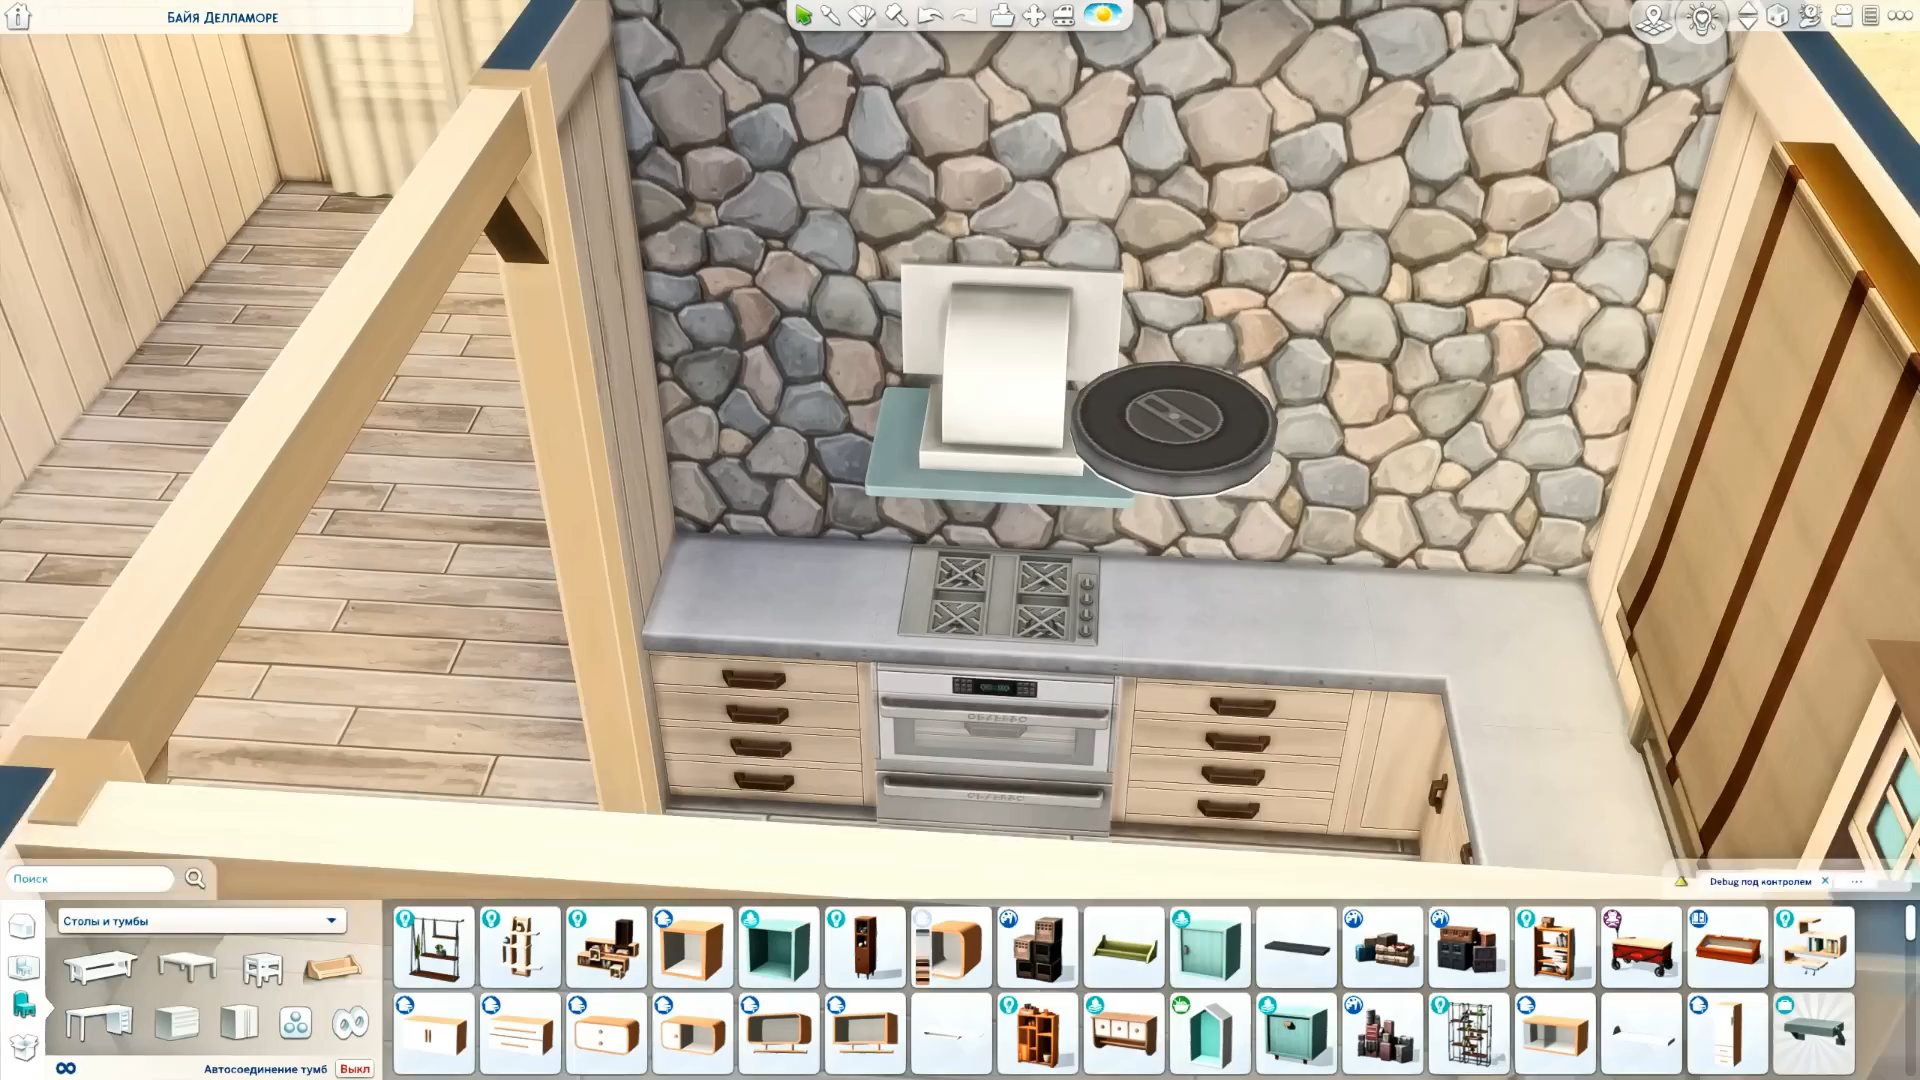 Байя Делламоре
Поиск
Debug под контролем
Столы и тумбы
Автосоединение тумб
Выкл